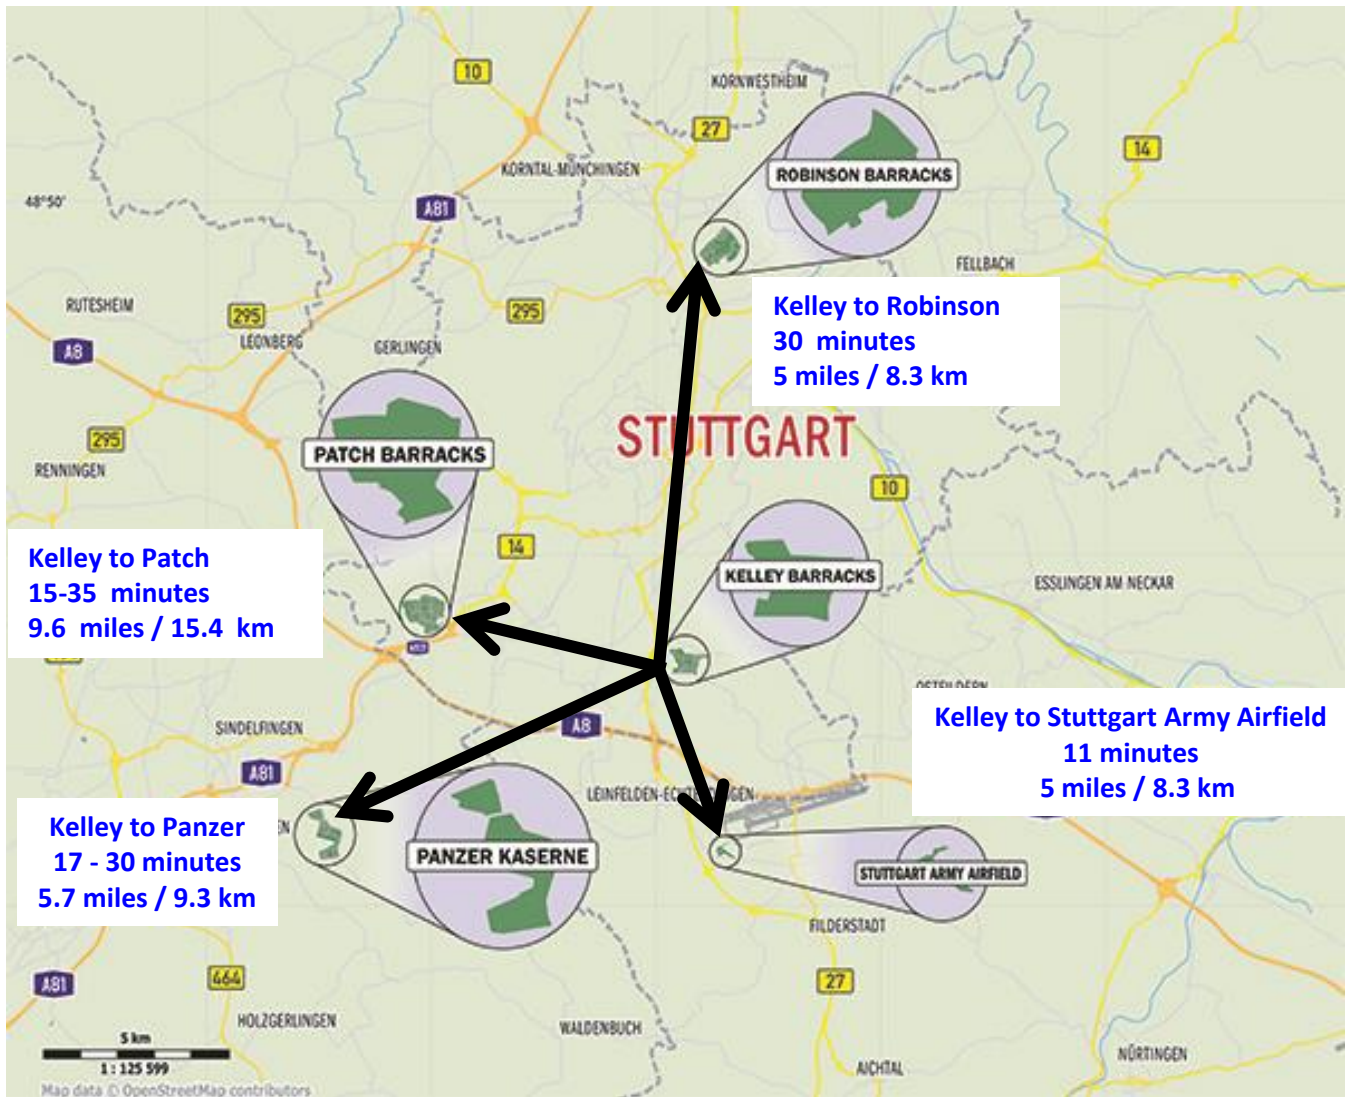 10
KORNWESTHEIM
27
14
KORNTAL-MÜNCHINGEN
ROBINSON BARRACKS
48°50'
A81
FELLBACH
RUTESHEIM
295
295
Kelley to Robinson
30 minutes
5 miles / 8.3 km
A8
LEONBERG
GERLINGEN
STUTTGART
295
PATCH BARRACKS
RENNINGEN
10
14
Kelley to Patch
15-35 minutes
9.6 miles / 15.4 km
KELLEY BARRACKS
ESSLINGEN AM NECKAR
OSTFILDERN
SINDELFINGEN
A8
Kelley to Stuttgart Army Airfield
11 minutes
5 miles / 8.3 km
A81
LEINFELDEN-ECHTERDINGEN
EN
Kelley to Panzer
17 - 30 minutes
5.7 miles / 9.3 km
PANZER KASERNE
STUTTGART ARMY AIRFIELD
FILDERSTADT
A81
464
27
HOLZGERLINGEN
WALDENBUCH
5 km
1 : 125 599
AICHTAL
NÜRTINGEN
Map data © OpenStreetMap contributors